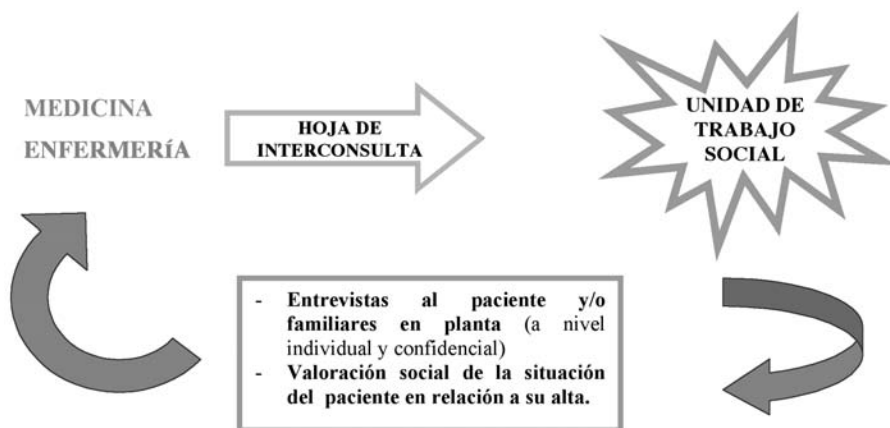 MEDICINA
ENFERMERíA
HOJA DE
INTERCONSULTA
UNIDAD DE
TRABAJO
SOCIAL
- Entrevistas al paciente y/o
familiares en planta (a nivel
individual y confidencial)
- Valoración social de la situación
del paciente en relación a su alta.